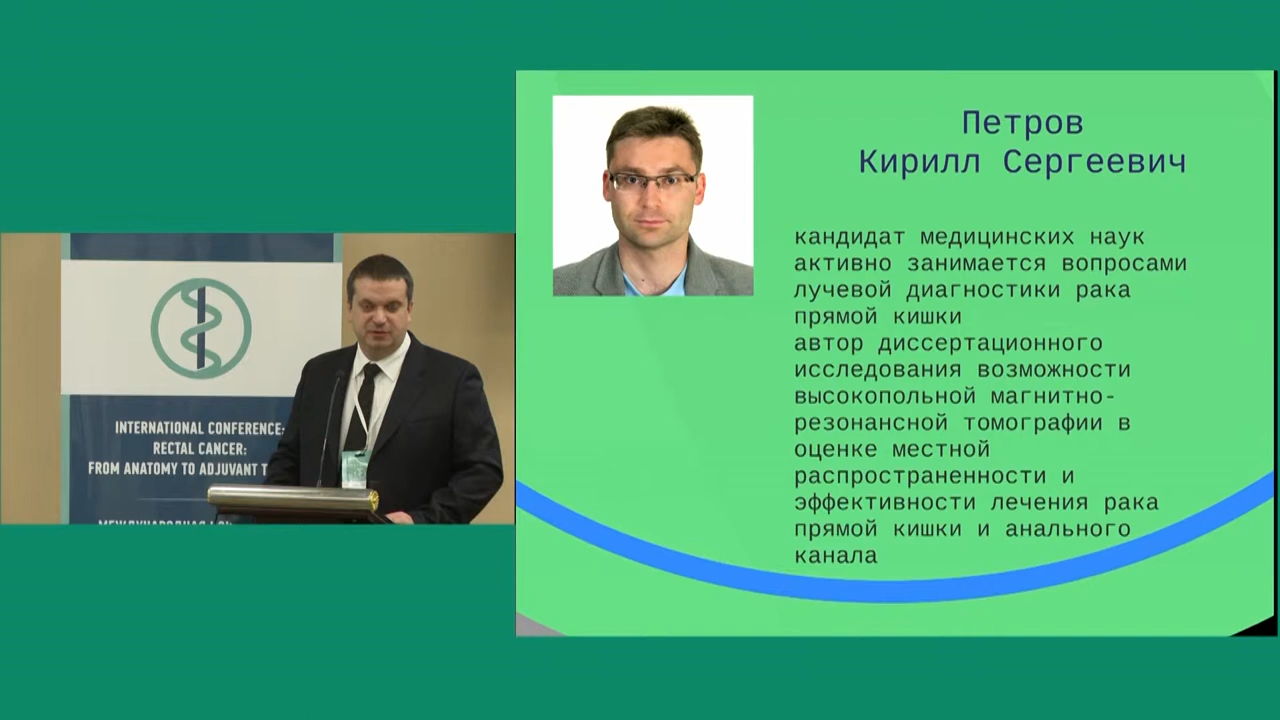 INTERNATIONAL CONFERENCE:
RECTAL CANCER:
FROM ANATOMY TO ADJUVANT
Петров
Кирилл Сергеевич
кандидат медицинских наук
активно занимается вопросами
лучевой диагностики рака
прямой кишки
автор диссертационного
исследования возможности
высокопольной магнитно-
резонансной томографии в
оценке местной
распространенности и
эффективности лечения рака
прямой кишки и анального
канала